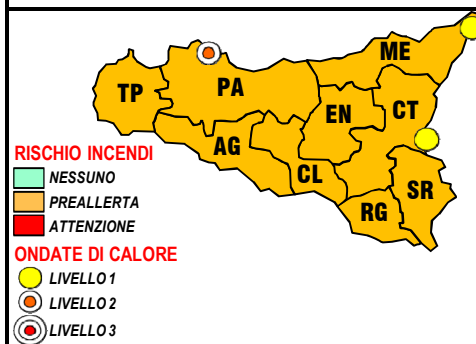 ME
TP
PA
EN
CT
AG
CL
SR
RG
RISCHIO INCENDI
NESSUNO
PREALLERTA
ATTENZIONE
ONDATE DI CALORE
LIVELLO 1
LIVELLO 2
LIVELLO 3